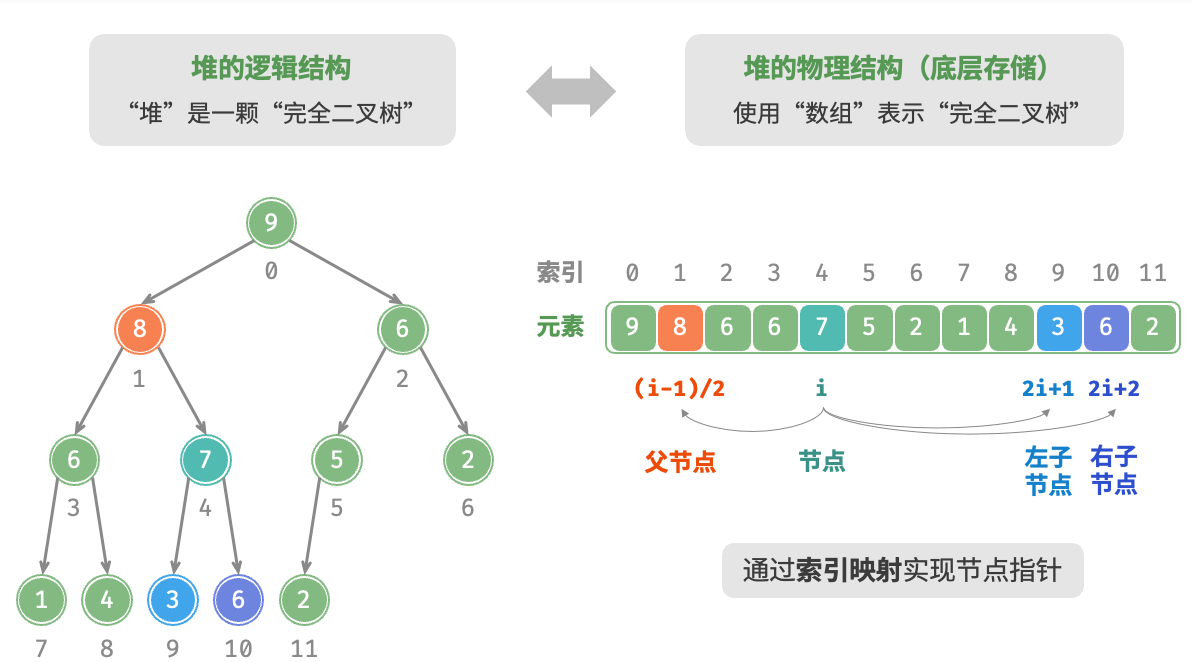 堆的逻辑结构
“堆”是一颗“完全二叉树”
堆的物理结构（底层存储）
使用“数组”表示“完全二叉树”
9
0
8
6
1
2
6
7
5
2
3
4
5
6
1
4
3
6
2
7
8
9
10
11
索引 0 1 2 3 4 5 6 7 8 9 10 11
元素 9 8 6 6 7 5 2 1 4 3 6 2
(i-1)/2 i 2i+1 2i+2
父节点
节点
左子
节点
右子
节点
通过索引映射实现节点指针